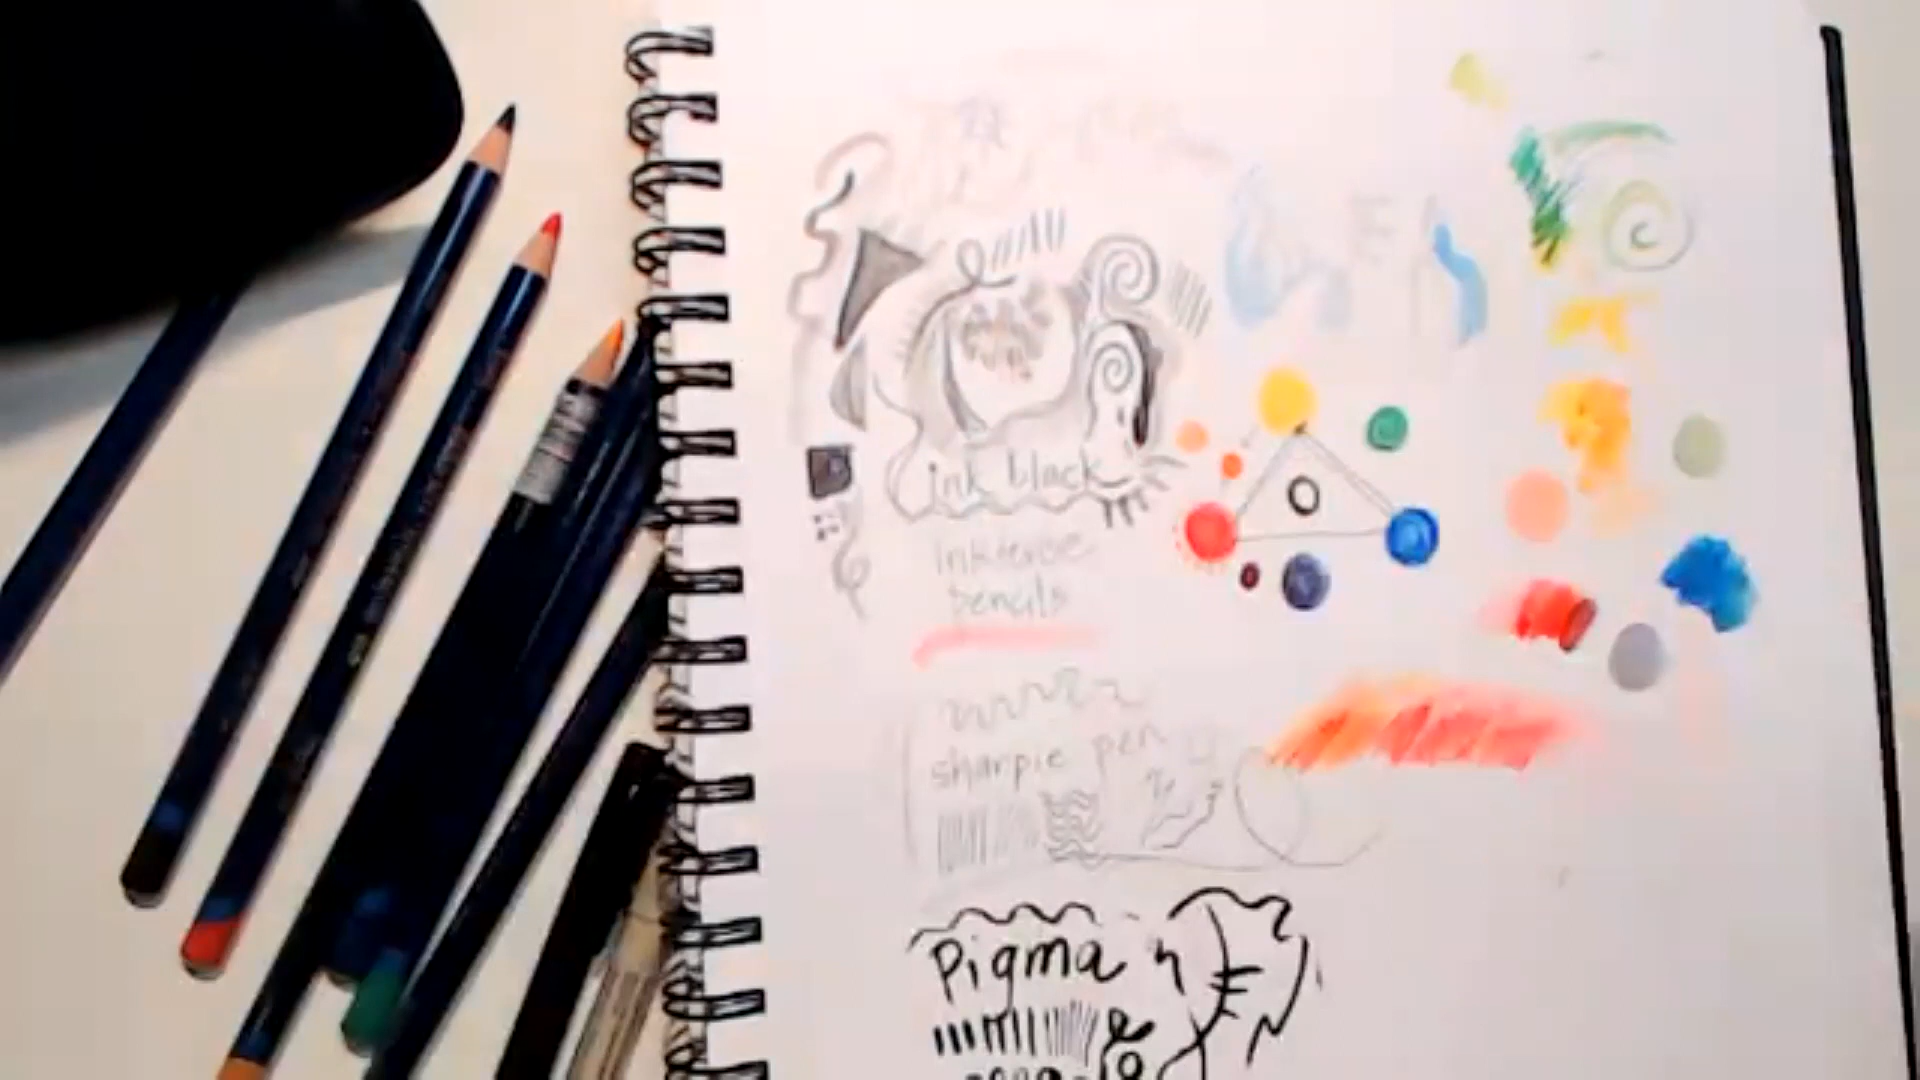 ink black
inktense
pencils
sharpie pen
Pigma